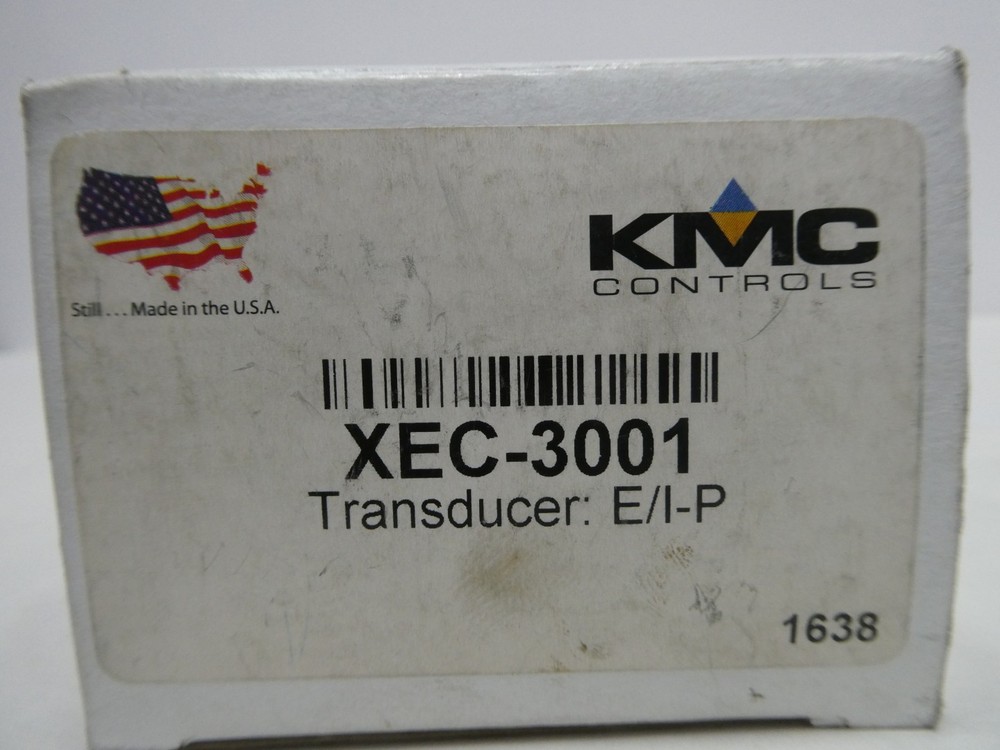 Still... Made in the U.S.A.
KMC
CONTROLS
XEC-3001
Transducer: E/I-P
1638